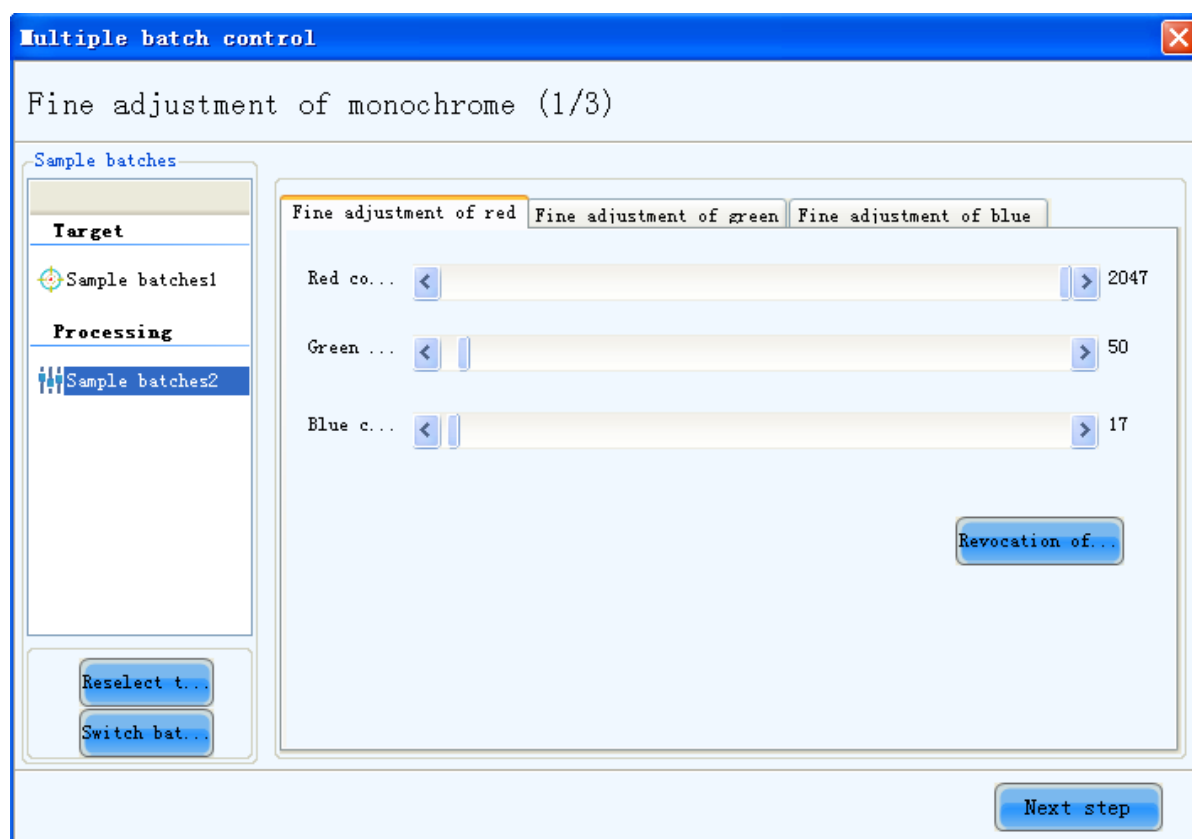 Multiple batch control
Fine adjustment of monochrome (1/3)
Sample batches
Target
Sample batches1
Processing
Sample batches2
Reselect t...
Switch bat...
Fine adjustment of red
Fine adjustment of green
Fine adjustment of blue
Red co... 2047
Green ... 50
Blue c... 17
Revocation of...
Next step